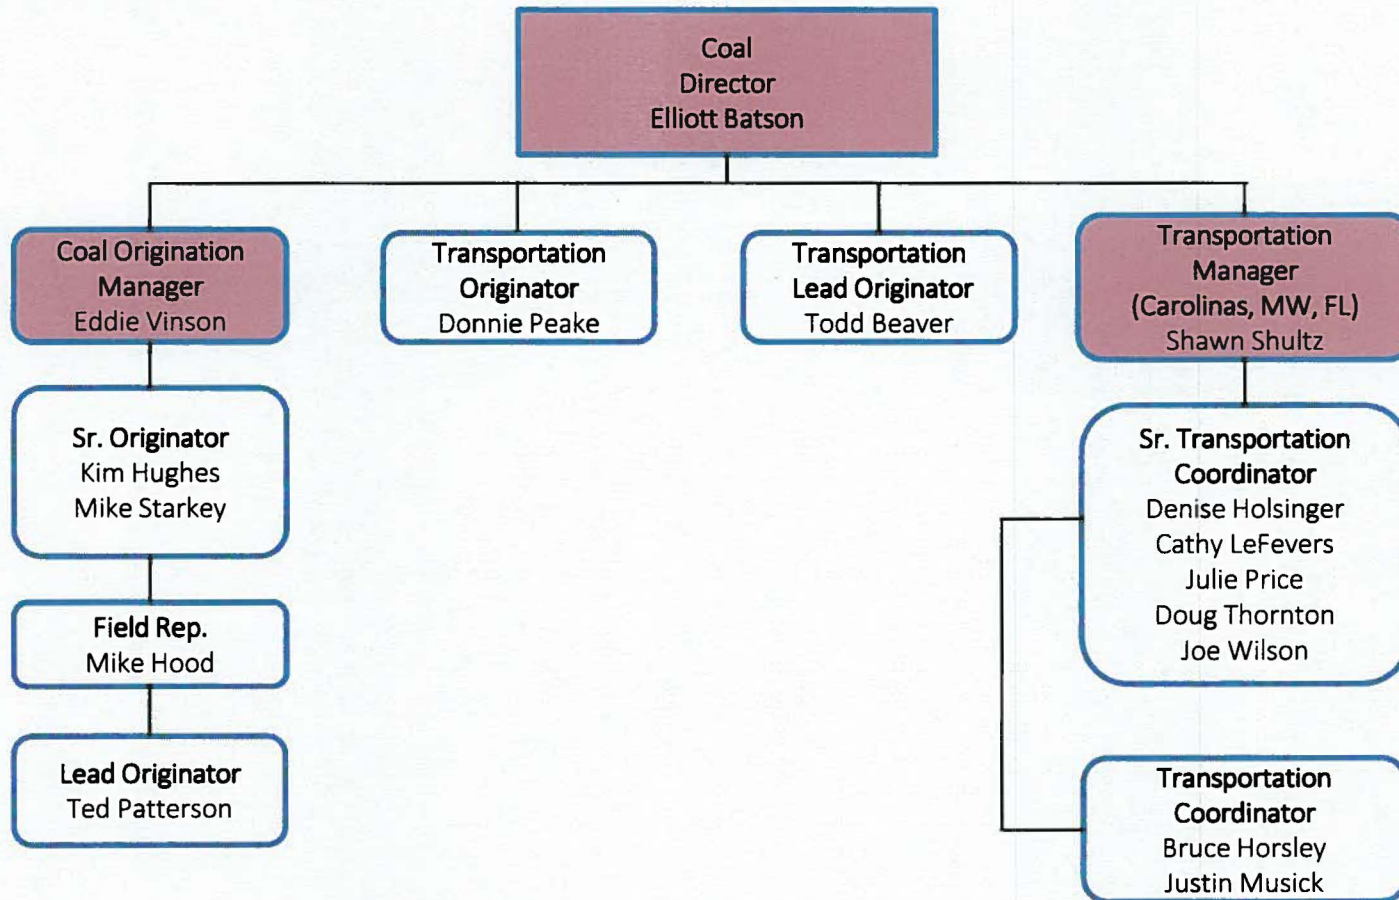 Coal
Director
Elliott Batson
Coal Origination
Manager
Eddie Vinson
Transportation
Originator
Donnie Peake
Transportation
Lead Originator
Todd Beaver
Transportation
Manager
(Carolinas, MW, FL)
Shawn Shultz
Sr. Originator
Kim Hughes
Mike Starkey
Field Rep.
Mike Hood
Lead Originator
Ted Patterson
Sr. Transportation
Coordinator
Denise Holsinger
Cathy LeFevers
Julie Price
Doug Thornton
Joe Wilson
Transportation
Coordinator
Bruce Horsley
Justin Musick